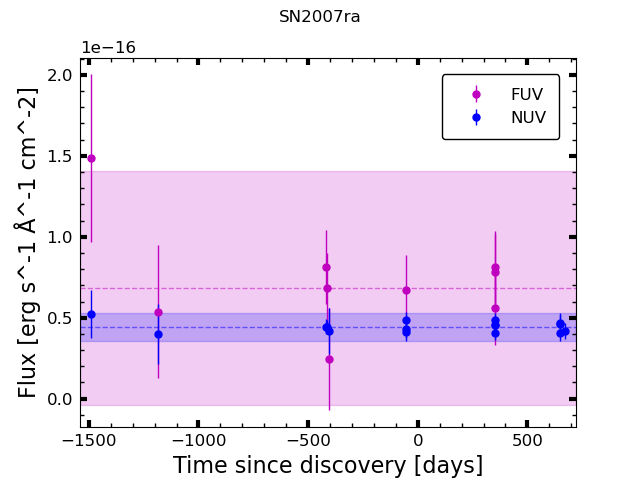 SN2007ra
1e−16
FUV
NUV
2.0
1.5
1.0
0.5
0.0
Flux [erg s^-1 Å^-1 cm^-2]
−1500 −1000 −500 0 500
Time since discovery [days]